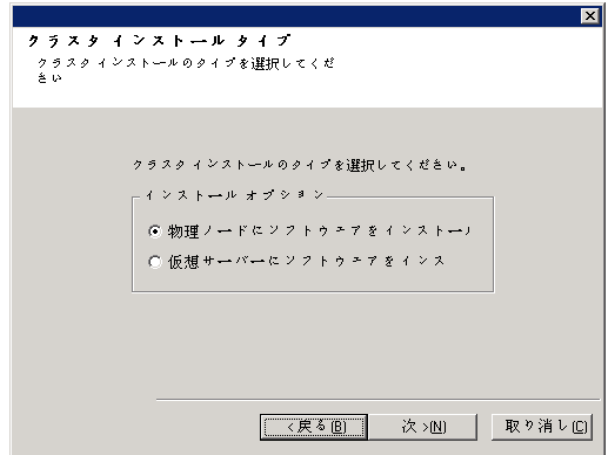 クラスタ インストール タイプ
クラスタ インストールのタイプを選択してくだ
さい
クラスタ インストールのタイプを選択してください。
インストール オプション
物理ノードにソフトウェアをインストール
仮想サーバーにソフトウェアをインス
<戻る(B)
次 >(N)
取り消し(C)